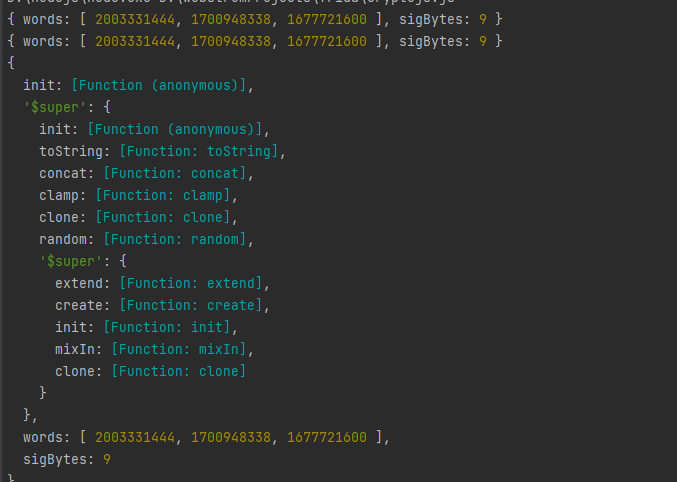 { words: [ 2003331444, 1700948338, 1677721600 ], sigBytes: 9 }
{ words: [ 2003331444, 1700948338, 1677721600 ], sigBytes: 9 }
{
  init: [Function (anonymous)],
  '$super': {
    init: [Function (anonymous)],
    toString: [Function: toString],
    concat: [Function: concat],
    clamp: [Function: clamp],
    clone: [Function: clone],
    random: [Function: random],
    '$super': {
      extend: [Function: extend],
      create: [Function: create],
      init: [Function: init],
      mixIn: [Function: mixIn],
      clone: [Function: clone]
    }
  },
  words: [ 2003331444, 1700948338, 1677721600 ],
  sigBytes: 9
}